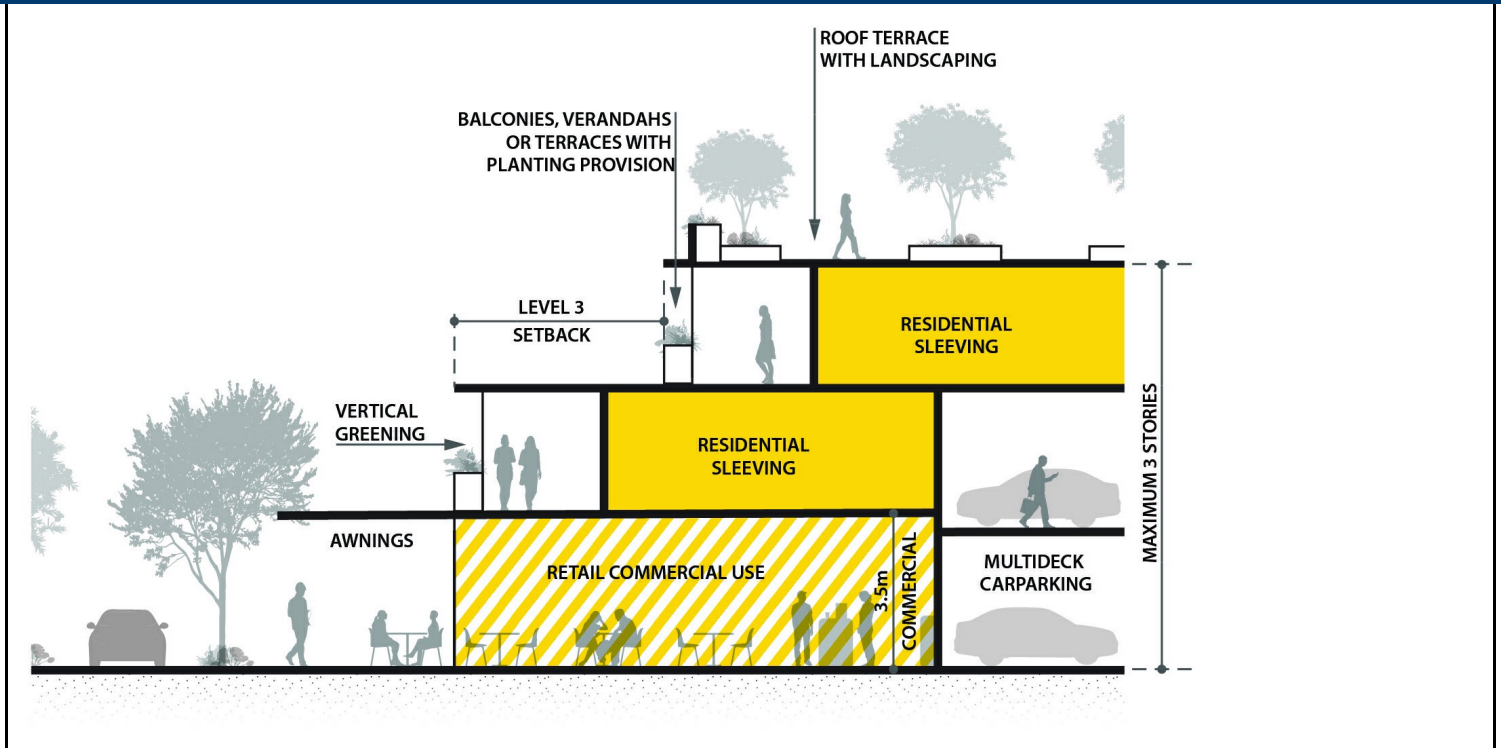 ROOF TERRACE
WITH LANDSCAPING
BALCONIES, VERANDAHS
OR TERRACES WITH
PLANTING PROVISION
LEVEL 3
SETBACK
RESIDENTIAL
SLEEVING
VERTICAL
GREENING
RESIDENTIAL
SLEEVING
MAXIMUM 3 STORIES
AWNINGS
RETAIL COMMERCIAL USE
3.5m
COMMERCIAL
MULTIDECK
CARPARKING